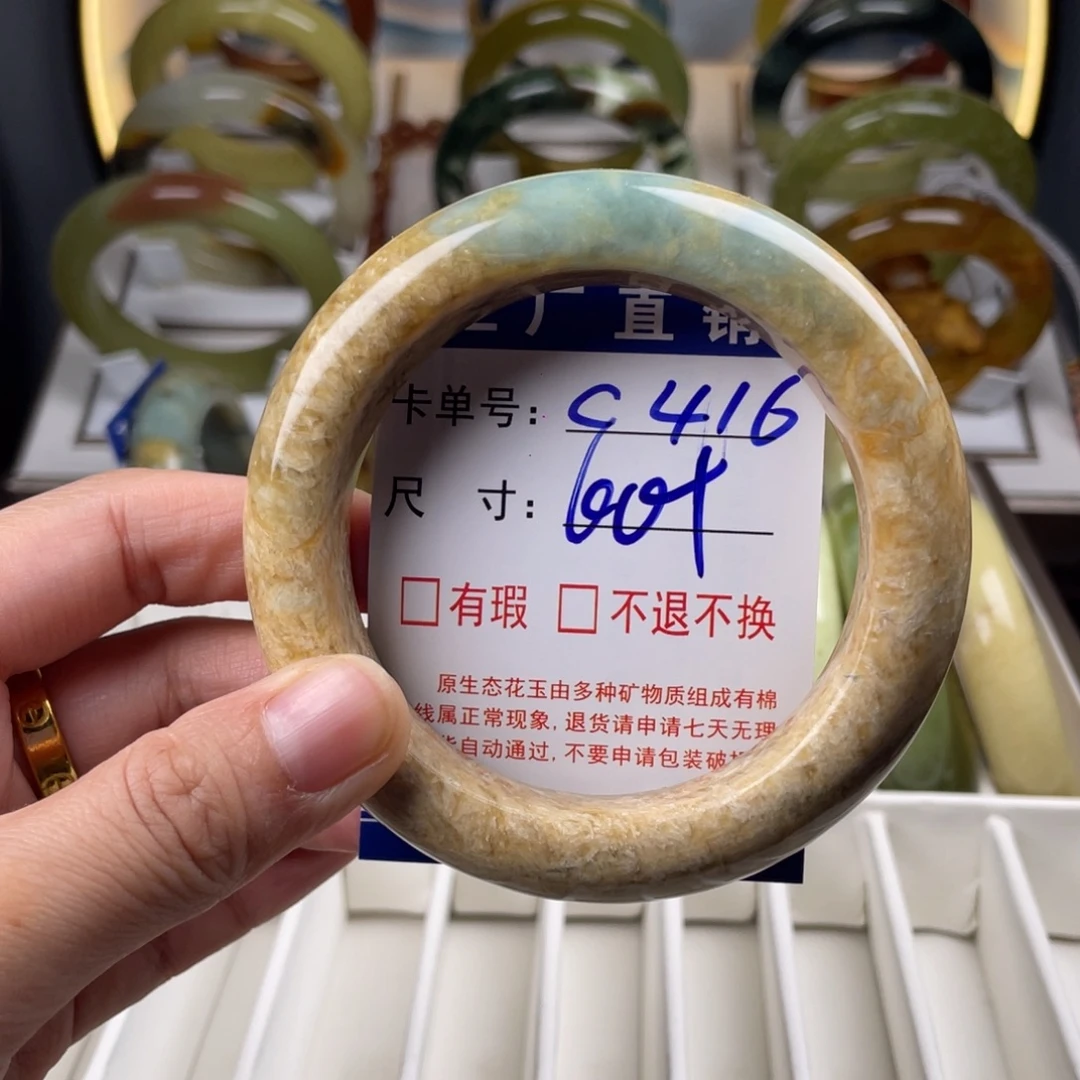 厂直销
卡单号: C416
尺 寸:
□有瑕 □不退不换
原生态花玉由多种矿物质组成有棉
线属正常现象, 退货请申请七天无理
自动通过, 不要申请包装破